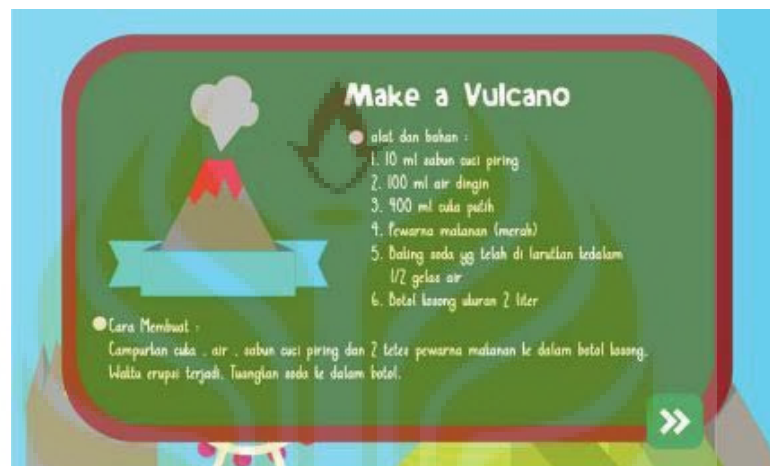 Make a Vulcano
alat dan bahan :
1. 10 ml sabun cuci piring
2. 100 ml air dingin
3. 400 ml cuka putih
4. Pewarna makanan (merah)
5. Baking soda yg telah di larutkan kedalam
1/2 gelas air
6. Botol kosong ukuran 2 liter
Cara Membuat :
Campurkan cuka , air , sabun cuci piring dan 2 tetes pewarna makanan ke dalam botol kosong.
Waktu erupsi terjadi. Tuangkan soda ke dalam botol.